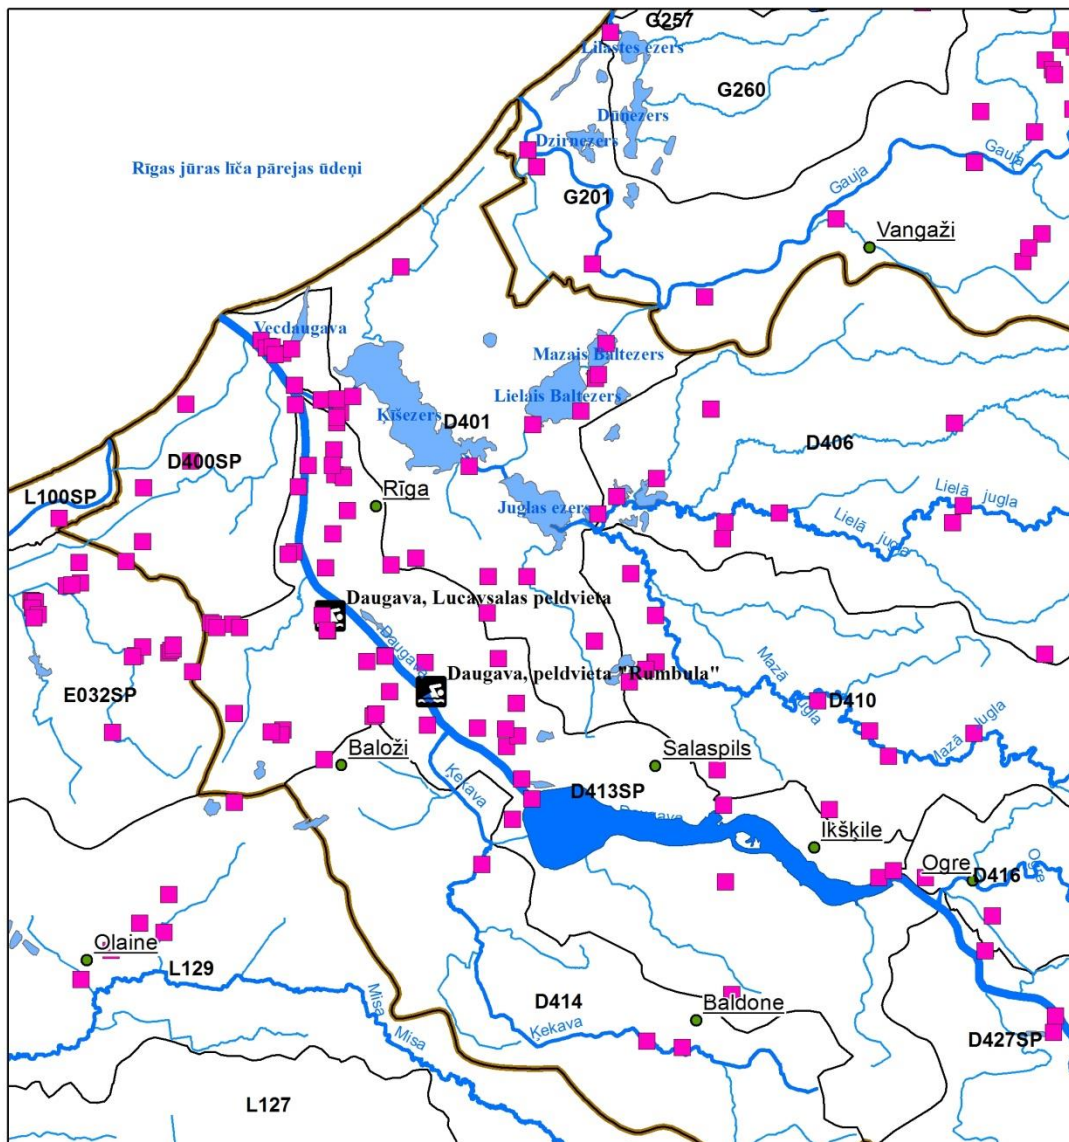 G257
Lilastes ezers
G260
Dūņezers
Dzirnezers
Gauja
Rīgas jūras līča pārejas ūdeņi
Gauja
G201
Vangaži
Vecdaugava
Mazais Baltezers
Lielais Baltezers
Ķīšezers
D401
D406
D400SP
L100SP
Rīga
Lielā jugla
Juglas ezers
Lielā jugla
Daugava, Lucavsalas peldvieta
Daugava
Daugava, peldvieta "Rumbula"
E032SP
Mazā Jugla
D410
Mazā Jugla
Baloži
Salaspils
Ķekava
D413SP
Daugava
Ikšķile
Ogre
D416
Ogre
Olaine
L129
Misa
Misa
D414
Baldone
Ķekava
D427SP
L127